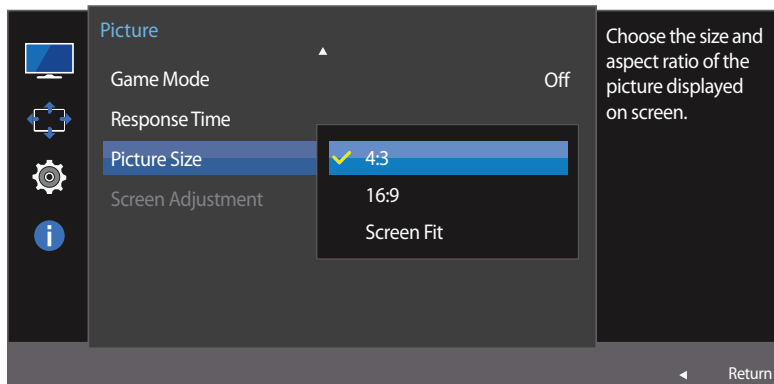 Picture
Game Mode Off
Response Time
Picture Size
4:3
16:9
Screen Fit
Screen Adjustment
Choose the size and
aspect ratio of the
picture displayed
on screen.
Return